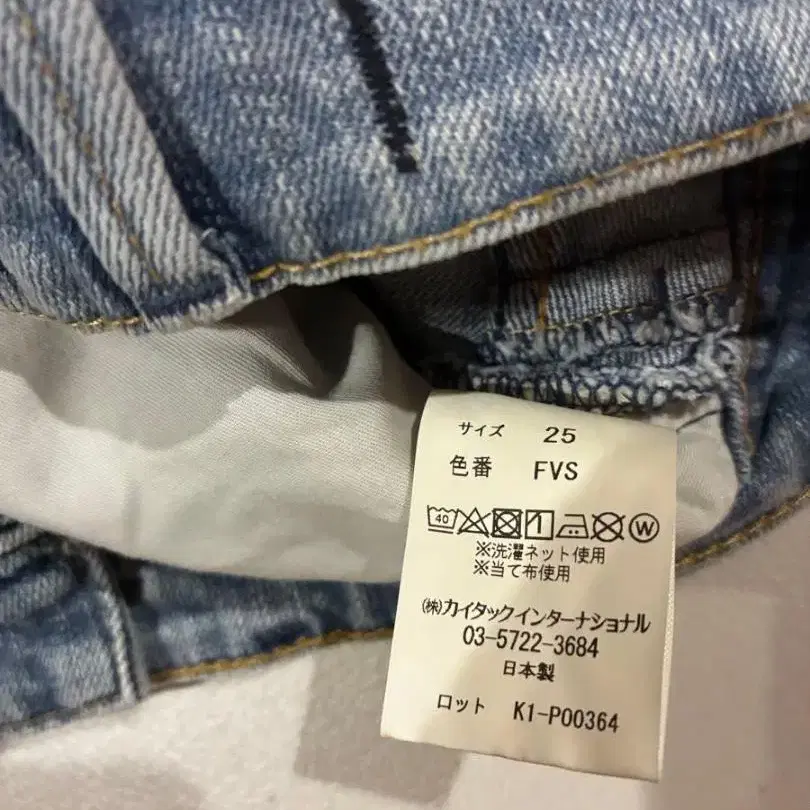 サイズ 25
色番 FVS
40 W
※洗濯ネット使用
※当て布使用
㈱カイタックインターナショナル
03-5722-3684
日本製
ロット K1-P00364